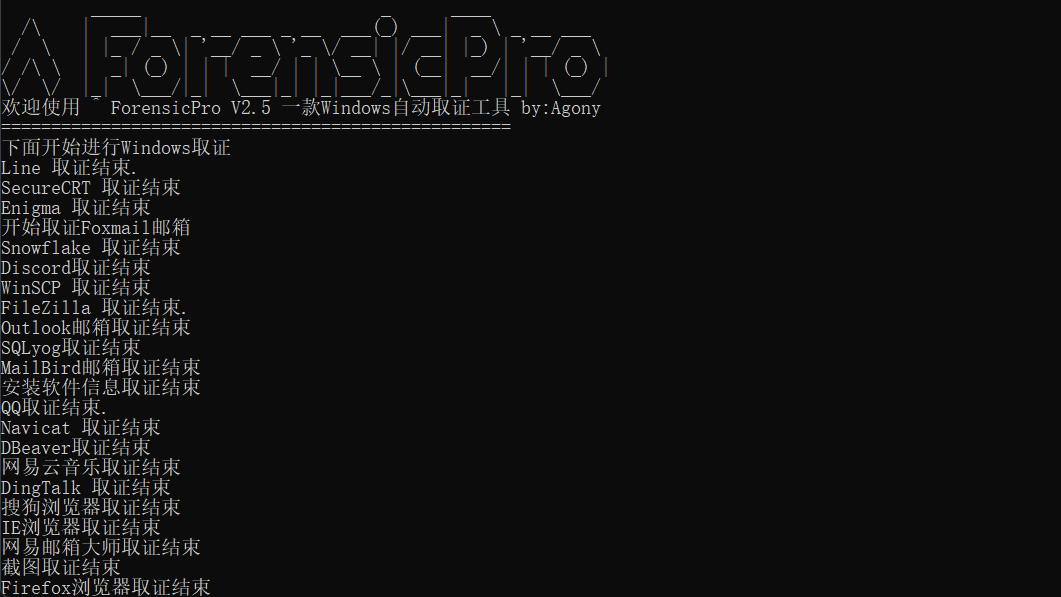 ForensicPro
欢迎使用 ^ ForensicPro V2.5 一款Windows自动取证工具 by:Agony
===================================================
下面开始进行Windows取证
Line 取证结束.
SecureCRT 取证结束
Enigma 取证结束
开始取证Foxmail邮箱
Snowflake 取证结束
Discord取证结束
WinSCP 取证结束
FileZilla 取证结束.
Outlook邮箱取证结束
SQLyog取证结束
MailBird邮箱取证结束
安装软件信息取证结束
QQ取证结束.
Navicat 取证结束
DBeaver取证结束
网易云音乐取证结束
DingTalk 取证结束
搜狗浏览器取证结束
IE浏览器取证结束
网易邮箱大师取证结束
截图取证结束
Firefox浏览器取证结束